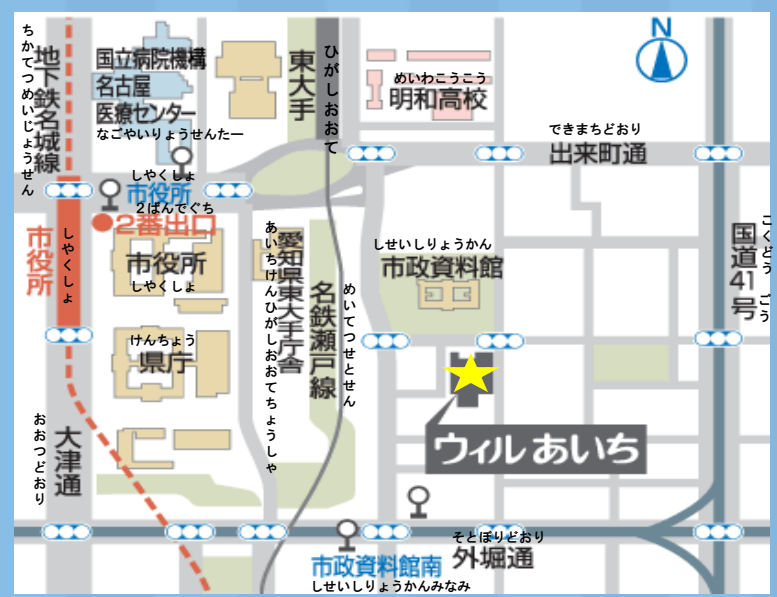 ちかてつめいじょうせん
地下鉄名城線
国立病院機構
名古屋
医療センター
なごやいりょうせんたー
東大手
ひがしおおて
めいわこうこう
明和高校
N
できまちどおり
出来町通
しやくしょ
市役所
2ばんでぐち
2番出口
市役所
しやくしょ
市役所
しやくしょ
けんちょう
県庁
あいちけんひがしおおてちょうしゃ
愛知県東大手庁舎
名鉄瀬戸線
めいてつせとせん
しせいしりょうかん
市政資料館
国道41号
こくどう ごう
ウィルあいち
おおつどおり
大津通
そとぼりどおり
外堀通
市政資料館南
しせいしりょうかんみなみ